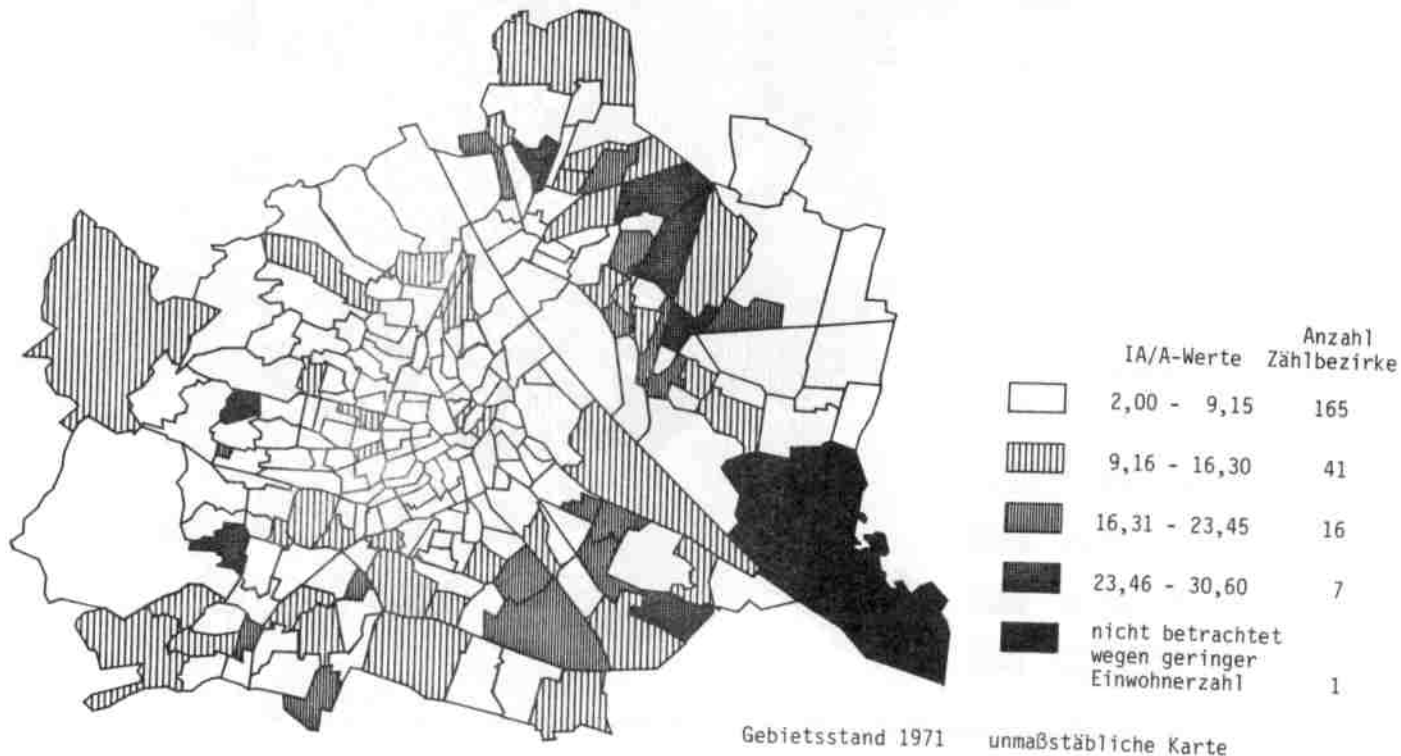 Anzahl
IA/A-Werte Zählbezirke
2,00 - 9,15 165
9,16 - 16,30 41
16,31 - 23,45 16
23,46 - 30,60 7
nicht betrachtet
wegen geringer
Einwohnerzahl 1
Gebietsstand 1971 unmaßstäbliche Karte